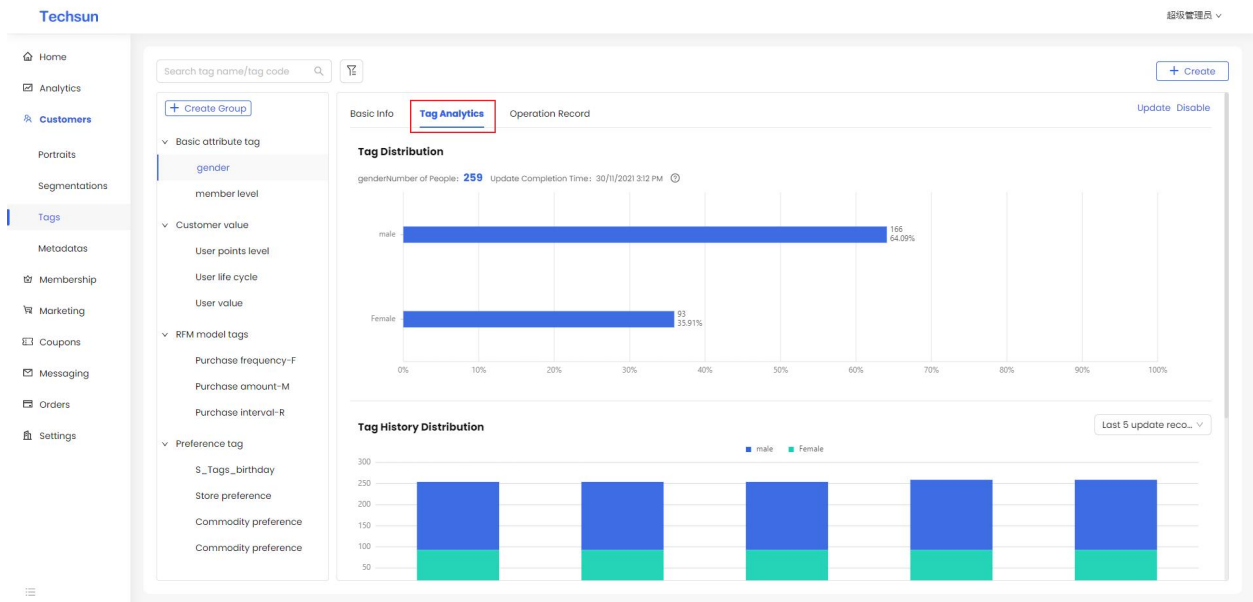 Techsun
超级管理员
Home
Analytics
Customers
Portraits
Segmentations
Tags
Metadatas
Membership
Marketing
Coupons
Messaging
Orders
Settings
Search tag name/tag code
+ Create
+ Create Group
Basic attribute tag
gender
member level
Customer value
User points level
User life cycle
User value
RFM model tags
Purchase frequency-F
Purchase amount-M
Purchase interval-R
Preference tag
S_Tags_birthday
Store preference
Commodity preference
Commodity preference
Basic Info Tag Analytics Operation Record
Update Disable
Tag Distribution
genderNumber of People: 259 Update Completion Time: 30/11/2021 3:12 PM
male
166
64.09%
Female
93
35.91%
0% 10% 20% 30% 40% 50% 60% 70% 80% 90% 100%
Tag History Distribution
Last 5 update reco...
male Female
300
250
200
150
100
50